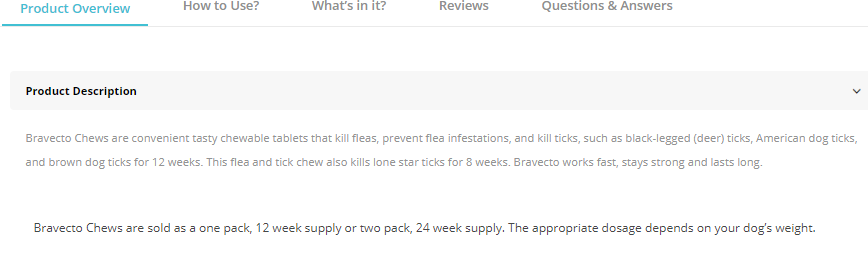 Product Overview How to Use? What's in it? Reviews Questions & Answers
Product Description
Bravecto Chews are convenient tasty chewable tablets that kill fleas, prevent flea infestations, and kill ticks, such as black-legged (deer) ticks, American dog ticks,
and brown dog ticks for 12 weeks. This flea and tick chew also kills lone star ticks for 8 weeks. Bravecto works fast, stays strong and lasts long.
Bravecto Chews are sold as a one pack, 12 week supply or two pack, 24 week supply. The appropriate dosage depends on your dog's weight.